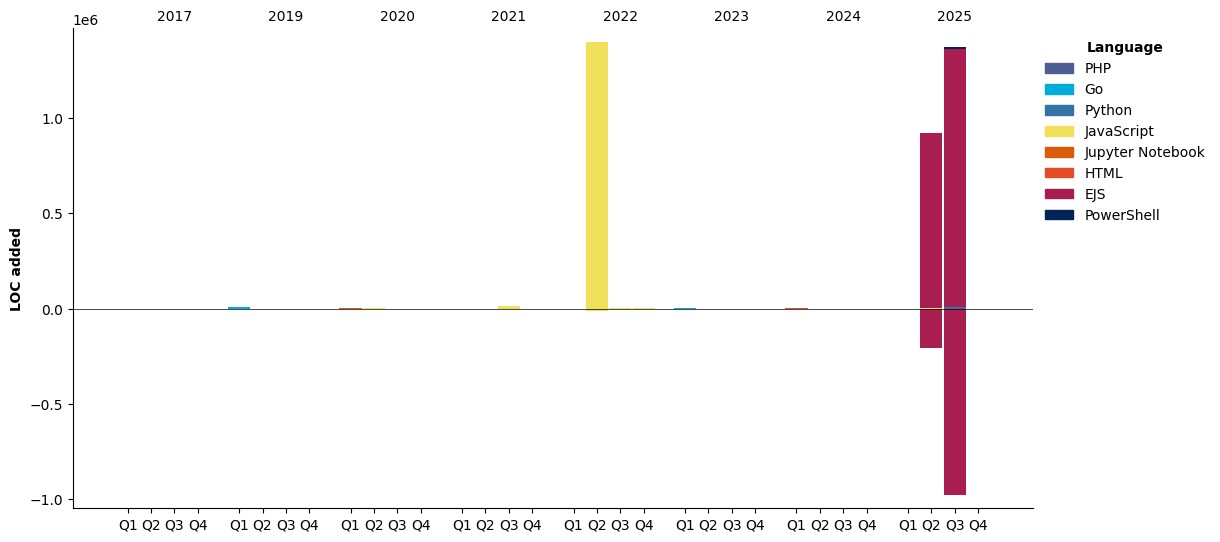 2017 2019 2020 2021 2022 2023 2024 2025
1e6
Language
PHP
Go
Python
JavaScript
Jupyter Notebook
HTML
EJS
PowerShell
LOC added
1.0
0.5
0.0
−0.5
−1.0
Q1 Q2 Q3 Q4 Q1 Q2 Q3 Q4 Q1 Q2 Q3 Q4 Q1 Q2 Q3 Q4 Q1 Q2 Q3 Q4 Q1 Q2 Q3 Q4 Q1 Q2 Q3 Q4 Q1 Q2 Q3 Q4